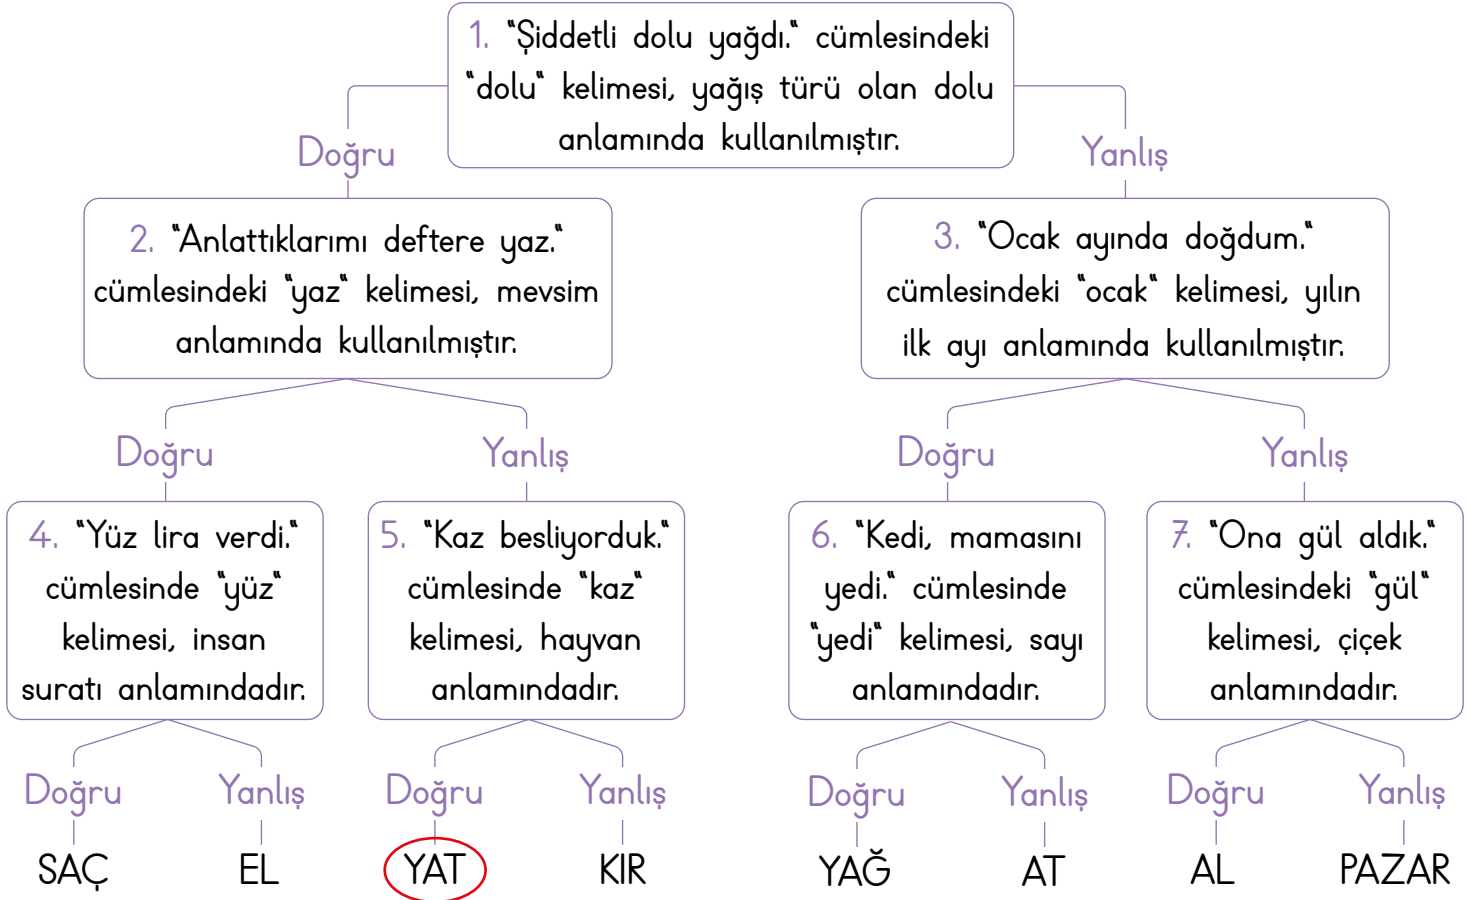 1. "Şiddetli dolu yağdı." cümlesindeki
"dolu" kelimesi, yağış türü olan dolu
anlamında kullanılmıştır.
Doğru
Yanlış
2. "Anlattıklarımı deftere yaz."
cümlesindeki "yaz" kelimesi, mevsim
anlamında kullanılmıştır.
3. "Ocak ayında doğdum."
cümlesindeki "ocak" kelimesi, yılın
ilk ayı anlamında kullanılmıştır.
Doğru
Yanlış
Doğru
Yanlış
4. "Yüz lira verdi."
cümlesinde "yüz"
kelimesi, insan
suratı anlamındadır.
5. "Kaz besliyorduk."
cümlesinde "kaz"
kelimesi, hayvan
anlamındadır.
6. "Kedi, mamasını
yedi." cümlesinde
"yedi" kelimesi, sayı
anlamındadır.
7. "Ona gül aldık."
cümlesindeki "gül"
kelimesi, çiçek
anlamındadır.
Doğru
Yanlış
Doğru
Yanlış
Doğru
Yanlış
Doğru
Yanlış
SAÇ
EL
YAT
KIR
YAĞ
AT
AL
PAZAR